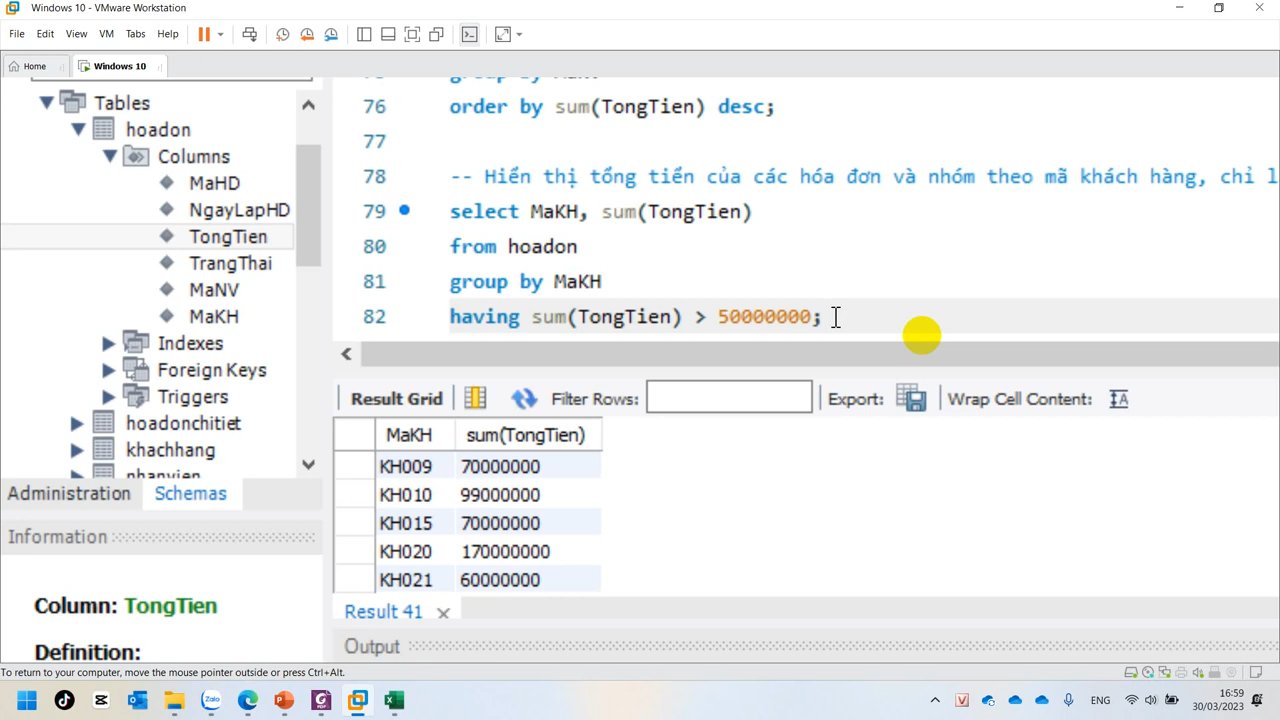 Windows 10 - VMware Workstation
File Edit View VM Tabs Help
Home Windows 10
Tables
hoadon
Columns
MaHD
NgayLapHD
TongTien
TrangThai
MaNV
MaKH
Indexes
Foreign Keys
Triggers
hoadonchitiet
khachhang
nhanvien
Administration Schemas
Information
Column: TongTien
Definition:
group by MaKH
76 order by sum(TongTien) desc;
77
78 -- Hiển thị tổng tiền của các hóa đơn và nhóm theo mã khách hàng, chỉ l
79 select MaKH, sum(TongTien)
80 from hoadon
81 group by MaKH
82 having sum(TongTien) > 50000000;
Result Grid Filter Rows: Export: Wrap Cell Content:
MaKH sum(TongTien)
KH009 70000000
KH010 99000000
KH015 70000000
KH020 170000000
KH021 60000000
Result 41
Output
To return to your computer, move the mouse pointer outside or press Ctrl+Alt.
Zalo
ENG
16:59
30/03/2023